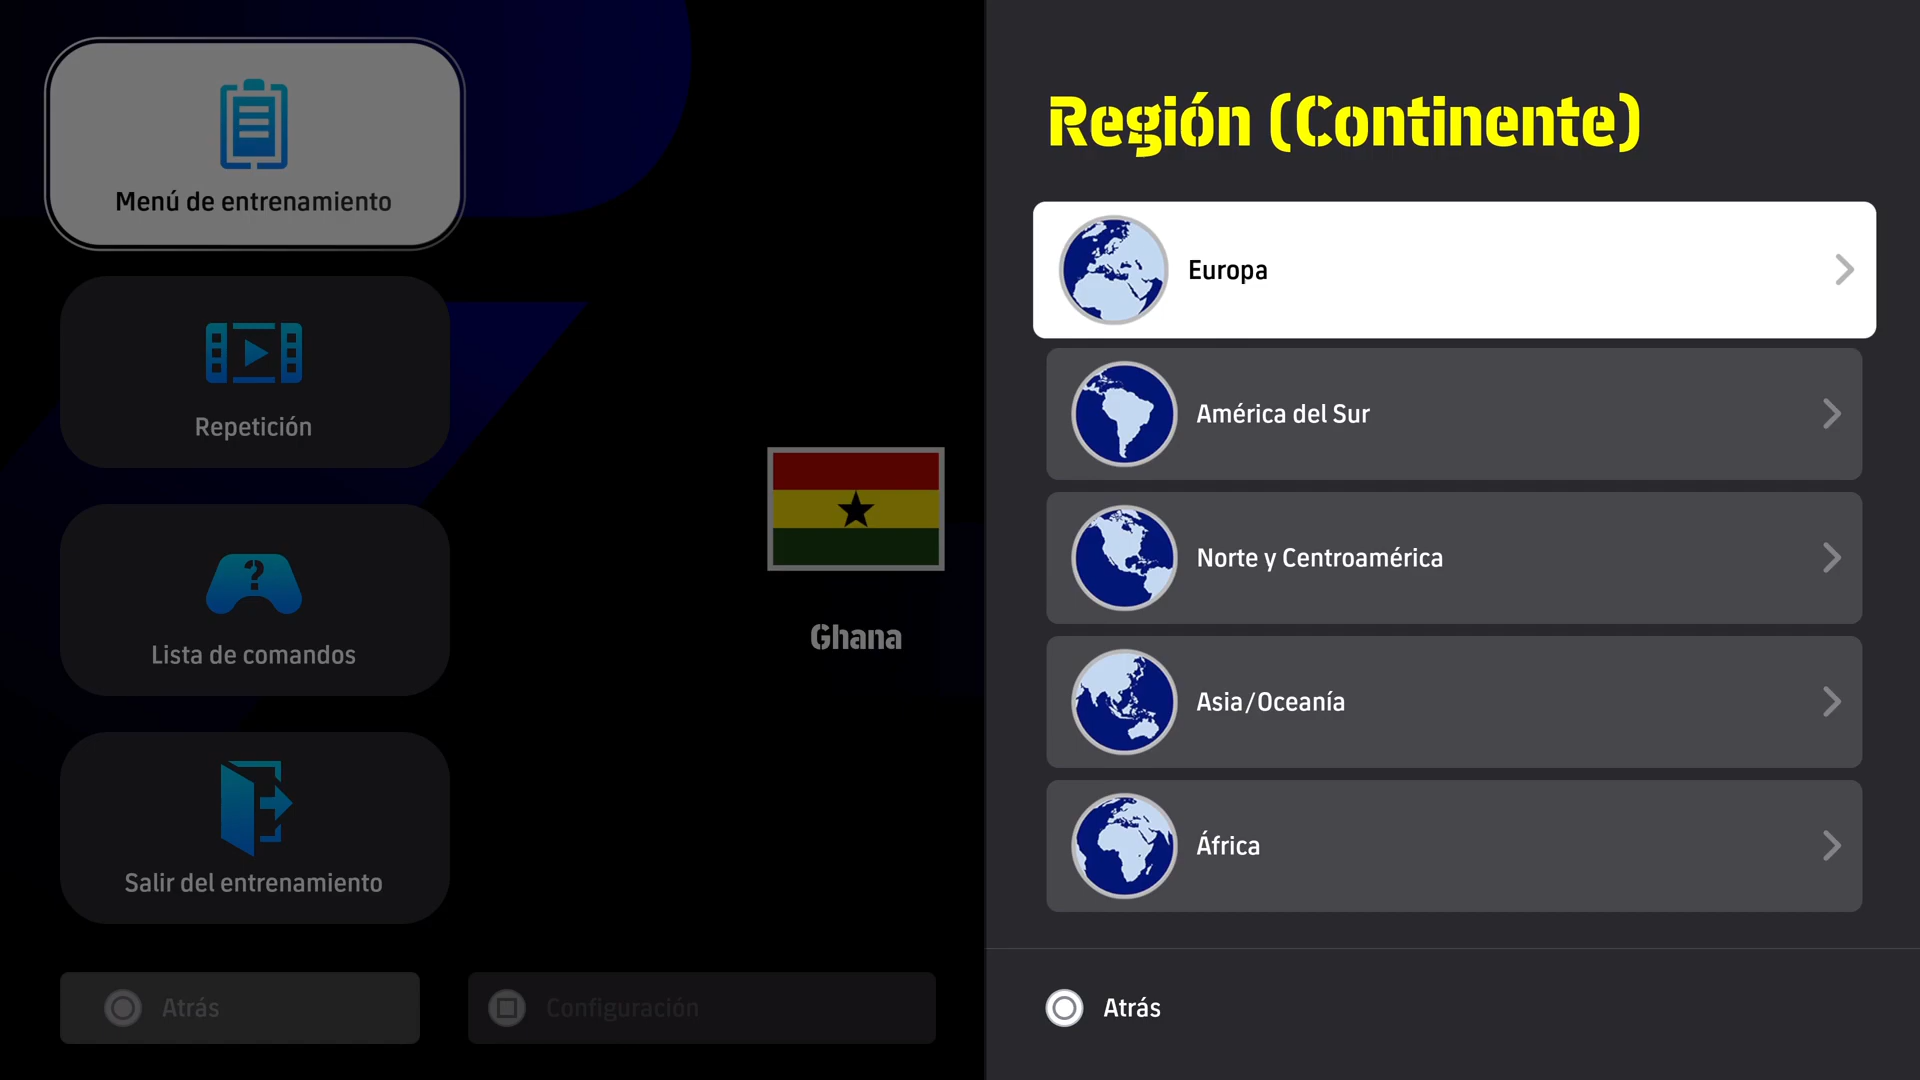 Menú de entrenamiento
Repetición
Lista de comandos
Salir del entrenamiento
Atrás
Configuración
Ghana
Región (Continente)
Europa
América del Sur
Norte y Centroamérica
Asia/Oceanía
África
Atrás